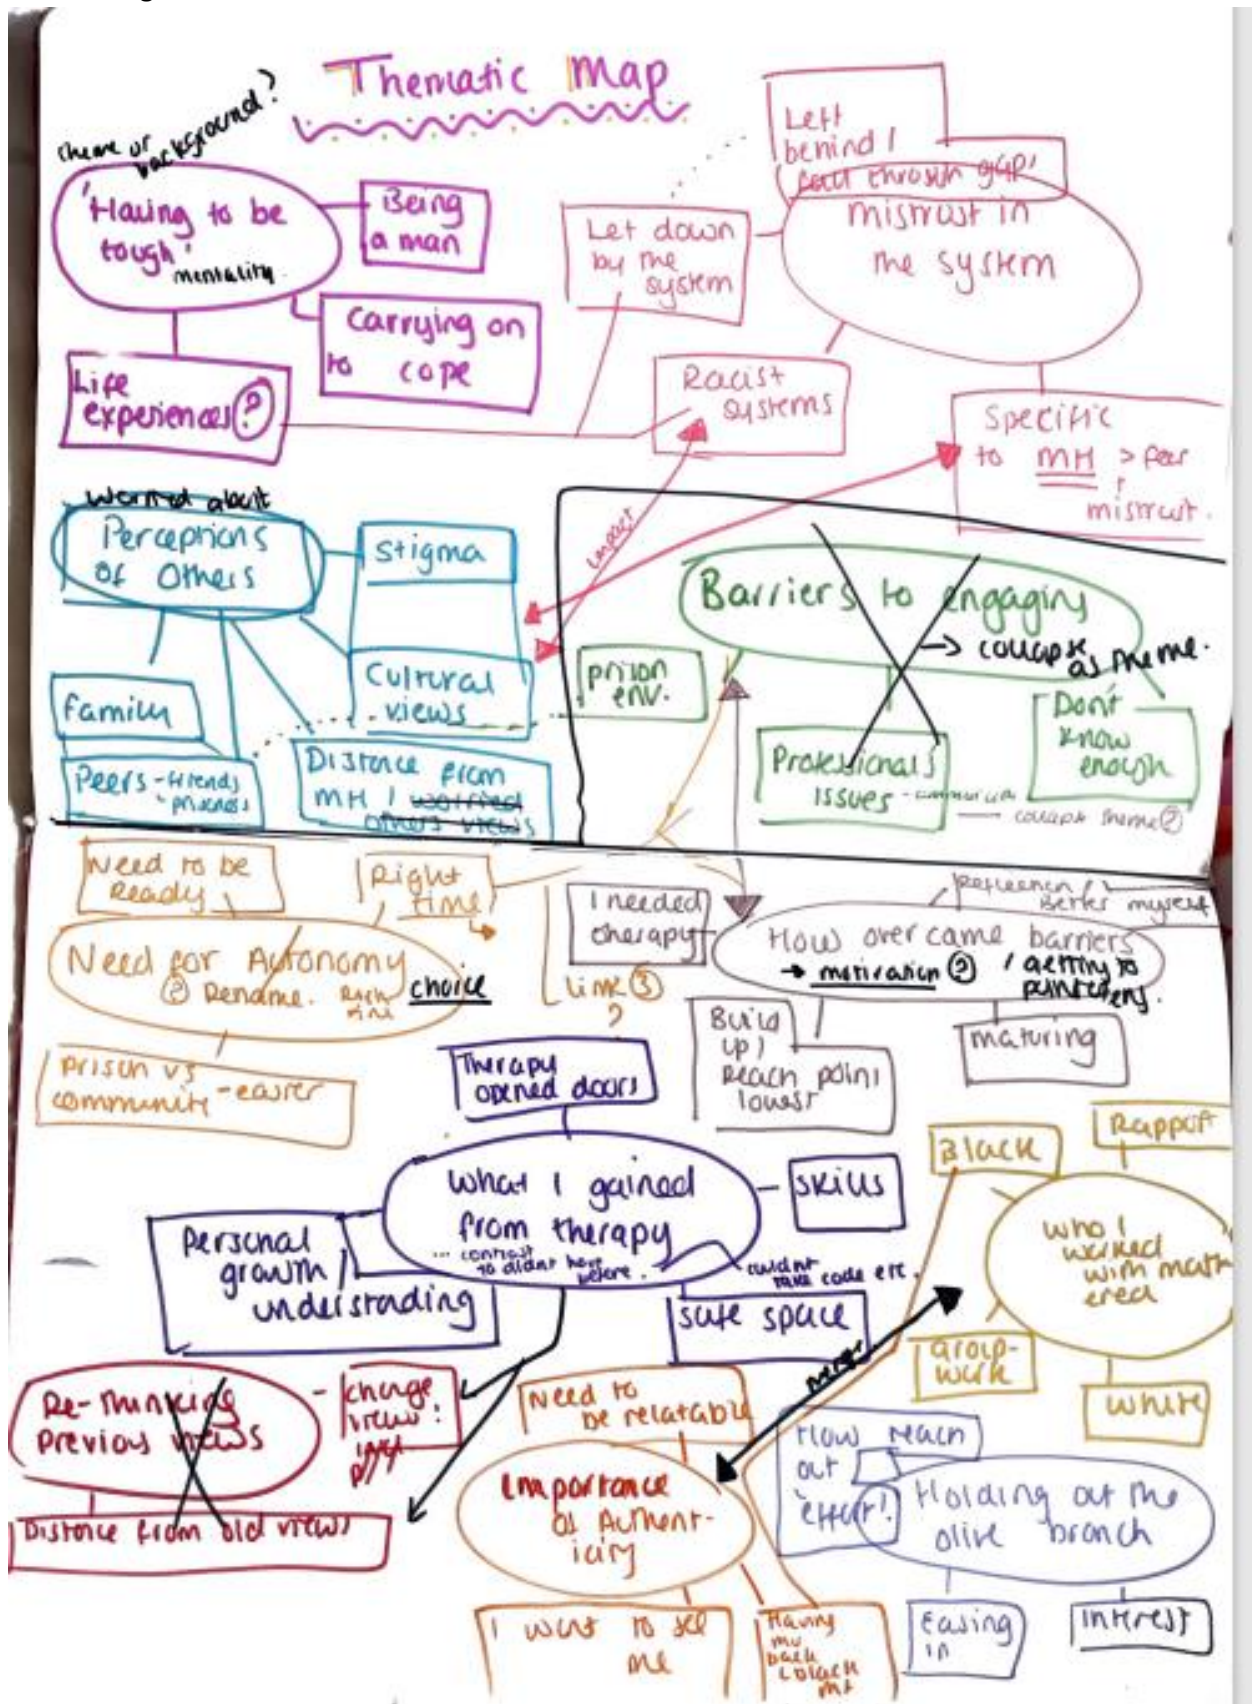 Thematic Map
theme or
background?
'Having to be
tough'
mentality.
Being
a man
Carrying on
to cope
Life
experiences ?
Left
behind /
mistrust in
the system
Let down
by the
system
Racist
systems
Specific
to MH > fear
mistrust.
impact
worried about
Perceptions
of Others
Stigma
Cultural
views
family
Peers - friends
- prisoners
Distance from
MH / worried
others views
Barriers to engaging
→ collapse
as theme.
prison
env.
Professionals
issues
collapse theme ?
Don't
know
enough
Need to be
Ready
Right
time
Need for Autonomy
? Rename.
choice
Link ?
?
prison vs
community - easier
I needed
therapy
Better myself
How overcame barriers
→ motivation ? / getting to
Build
up /
Reach point
lowest
maturing
Therapy
opened doors
What I gained
from therapy
... contrast
to didnt have
before.
skills
Personal
growth /
understanding
safe space
Black
Rapport
who I
worked
with matt
ered
Group-
work
white
merge
Re-thinking
previous views
change
views
Distance from old views
Need to
be relatable
Importance
of Authent-
icity
I want to see
me
Having
my
back
How reach
out
'effort'!
Holding out the
olive branch
Easing
in
Interest